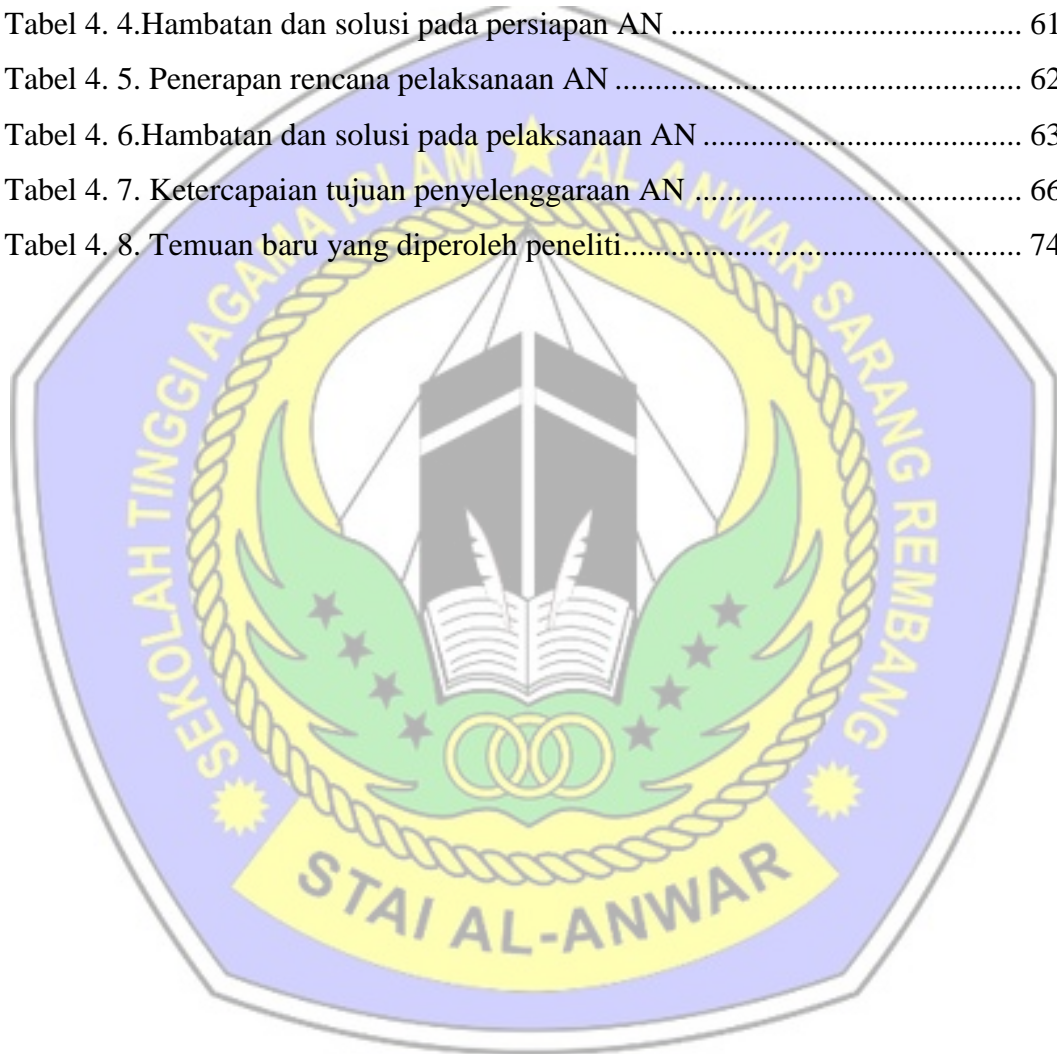 Tabel 4. 4.Hambatan dan solusi pada persiapan AN ....................................... 61
Tabel 4. 5. Penerapan rencana pelaksanaan AN ............................................. 62
Tabel 4. 6.Hambatan dan solusi pada pelaksanaan AN ................................... 63
Tabel 4. 7. Ketercapaian tujuan penyelenggaraan AN .................................... 66
Tabel 4. 8. Temuan baru yang diperoleh peneliti............................................ 74
SEKOLAH TINGGI AGAMA ISLAM ★ AL ANWAR SARANG REMBANG
STAI AL-ANWAR